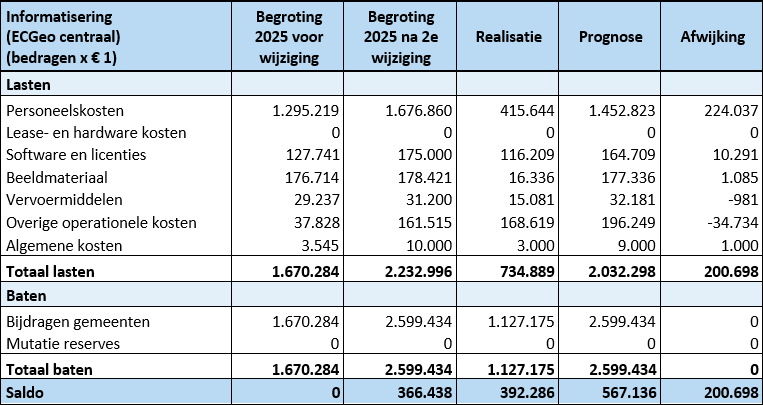 Informatisering (ECGeo centraal) (bedragen x € 1) Begroting 2025 voor wijziging Begroting 2025 na 2e wijziging Realisatie Prognose Afwijking
Lasten
Personeelskosten 1.295.219 1.676.860 415.644 1.452.823 224.037
Lease- en hardware kosten 0 0 0 0 0
Software en licenties 127.741 175.000 116.209 164.709 10.291
Beeldmateriaal 176.714 178.421 16.336 177.336 1.085
Vervoermiddelen 29.237 31.200 15.081 32.181 -981
Overige operationele kosten 37.828 161.515 168.619 196.249 -34.734
Algemene kosten 3.545 10.000 3.000 9.000 1.000
Totaal lasten 1.670.284 2.232.996 734.889 2.032.298 200.698
Baten
Bijdragen gemeenten 1.670.284 2.599.434 1.127.175 2.599.434 0
Mutatie reserves 0 0 0 0 0
Totaal baten 1.670.284 2.599.434 1.127.175 2.599.434 0
Saldo 0 366.438 392.286 567.136 200.698